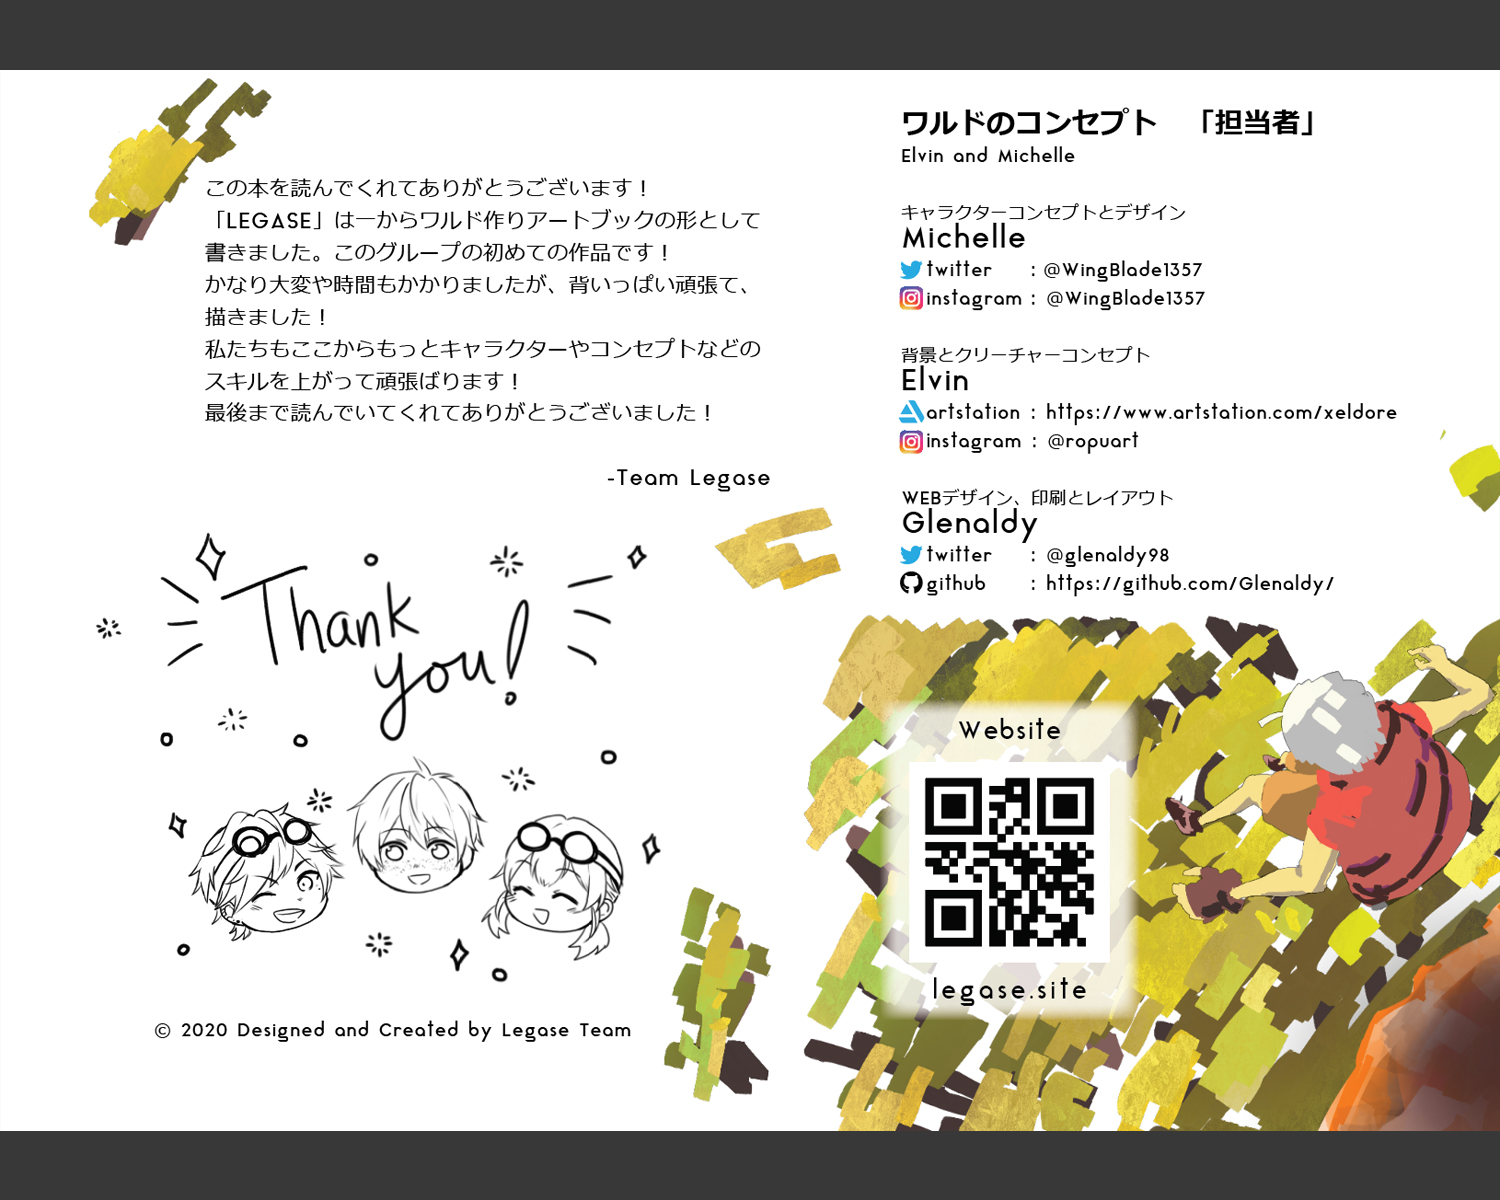 この本を読んでくれてありがとうございます！
「LEGASE」は一からワルド作りアートブックの形として
書きました。このグループの初めての作品です！
かなり大変や時間もかかりましたが、背いっぱい頑張て、
描きました！
私たちもここからもっとキャラクターやコンセプトなどの
スキルを上がって頑張ばります！
最後まで読んでいてくれてありがとうございました！
-Team Legase
Thank
you!
© 2020 Designed and Created by Legase Team
ワルドのコンセプト　「担当者」
Elvin and Michelle
キャラクターコンセプトとデザイン
Michelle
twitter : @WingBlade1357
instagram : @WingBlade1357
背景とクリーチャーコンセプト
Elvin
artstation : https://www.artstation.com/xeldore
instagram : @ropuart
WEBデザイン、印刷とレイアウト
Glenaldy
twitter : @glenaldy98
github : https://github.com/Glenaldy/
Website
legase.site